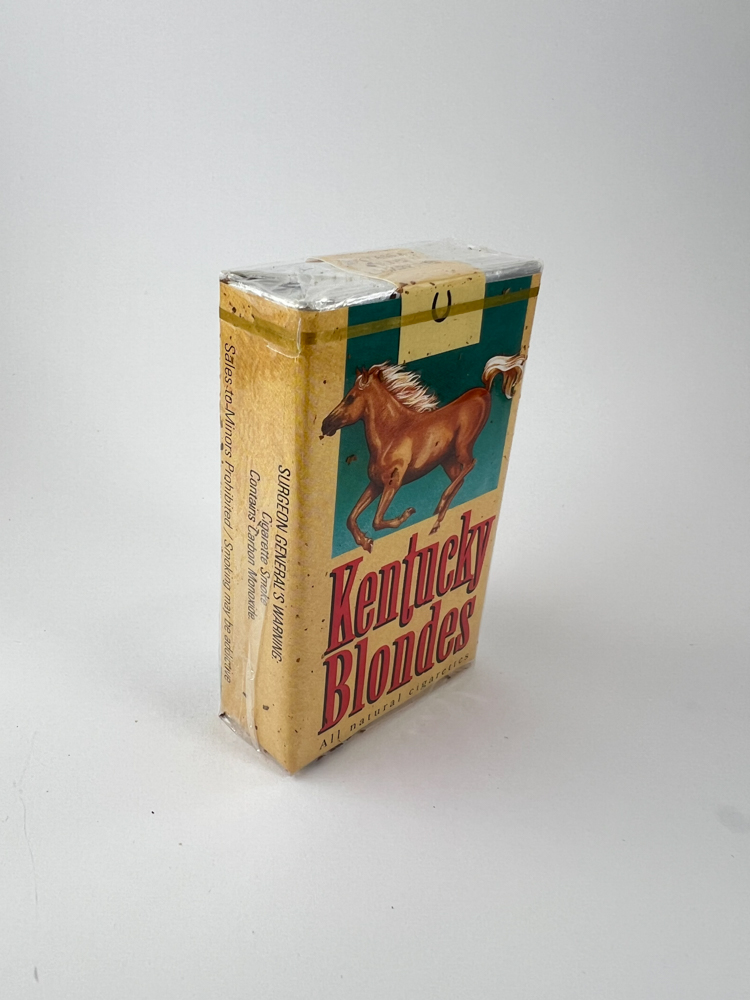 Kentucky
Blondes
All natural cigarettes
SURGEON GENERAL'S WARNING:
Cigarette Smoke
Contains Carbon Monoxide.
Sales to Minors Prohibited / Smoking may be addictive